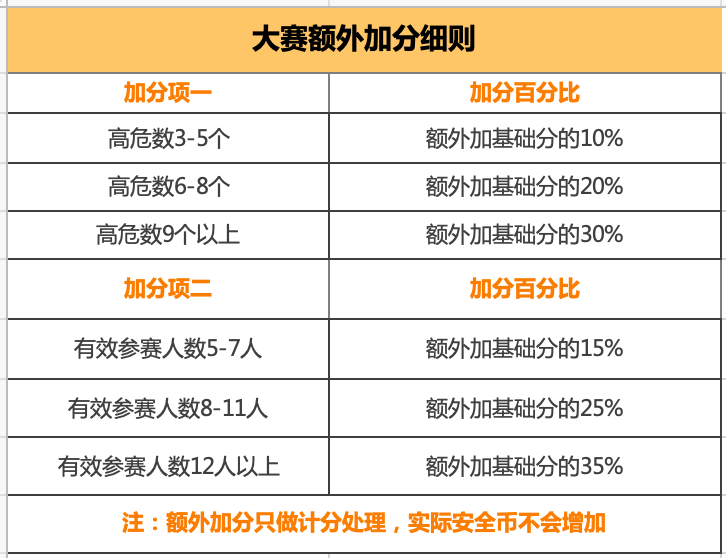 大赛额外加分细则
加分项一 加分百分比
高危数3-5个 额外加基础分的10%
高危数6-8个 额外加基础分的20%
高危数9个以上 额外加基础分的30%
加分项二 加分百分比
有效参赛人数5-7人 额外加基础分的15%
有效参赛人数8-11人 额外加基础分的25%
有效参赛人数12人以上 额外加基础分的35%
注：额外加分只做计分处理，实际安全币不会增加